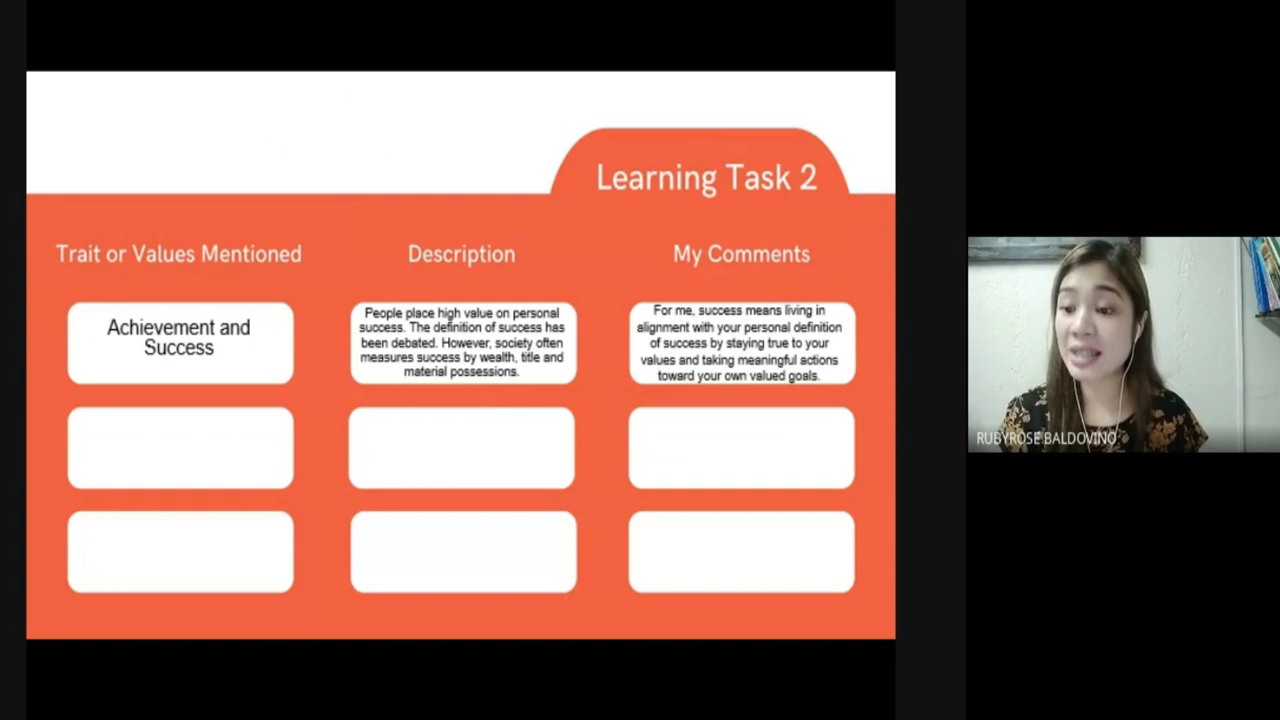 Learning Task 2
Trait or Values Mentioned
Description
My Comments
Achievement and
Success
People place high value on personal
success. The definition of success has
been debated. However, society often
measures success by wealth, title and
material possessions.
For me, success means living in
alignment with your personal definition
of success by staying true to your
values and taking meaningful actions
toward your own valued goals.
RUBYROSE BALDOVINO